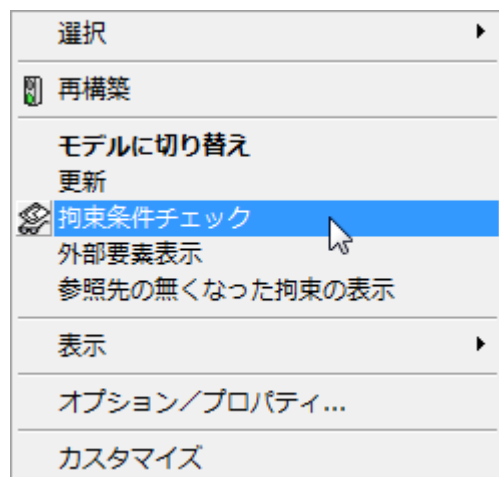 選択
再構築
モデルに切り替え
更新
拘束条件チェック
外部要素表示
参照先の無くなった拘束の表示
表示
オプション／プロパティ...
カスタマイズ